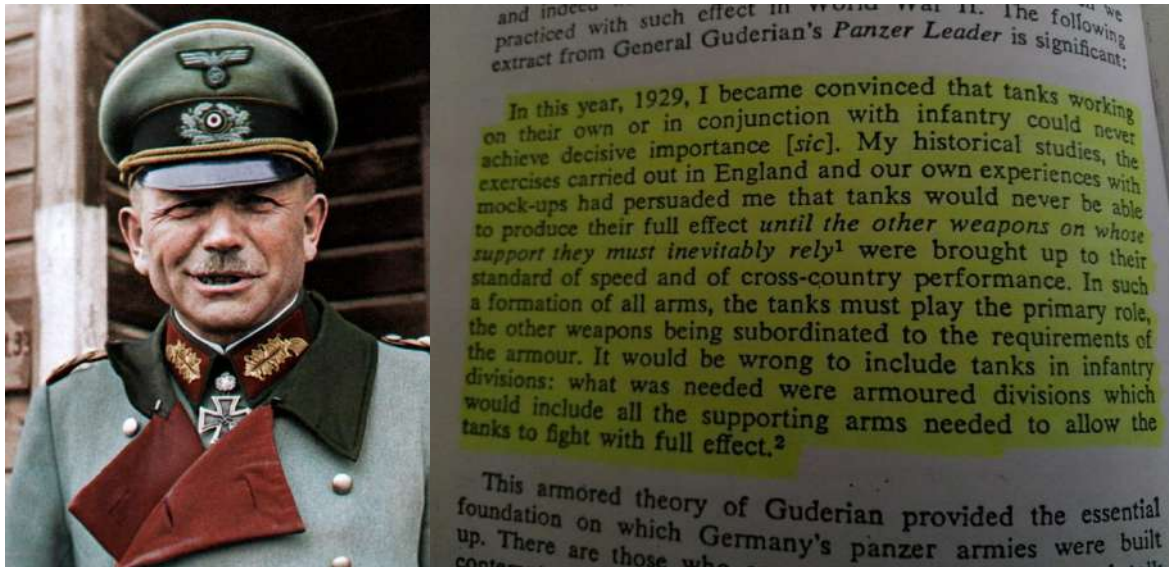 and indeed
practiced with such effect in World War II. The following
extract from General Guderian's Panzer Leader is significant:
In this year, 1929, I became convinced that tanks working
on their own or in conjunction with infantry could never
achieve decisive importance [sic]. My historical studies, the
exercises carried out in England and our own experiences with
mock-ups had persuaded me that tanks would never be able
to produce their full effect until the other weapons on whose
support they must inevitably rely¹ were brought up to their
standard of speed and of cross-country performance. In such
a formation of all arms, the tanks must play the primary role,
the other weapons being subordinated to the requirements of
the armour. It would be wrong to include tanks in infantry
divisions: what was needed were armoured divisions which
would include all the supporting arms needed to allow the
tanks to fight with full effect.²
This armored theory of Guderian provided the essential
foundation on which Germany's panzer armies were built
up. There are those who